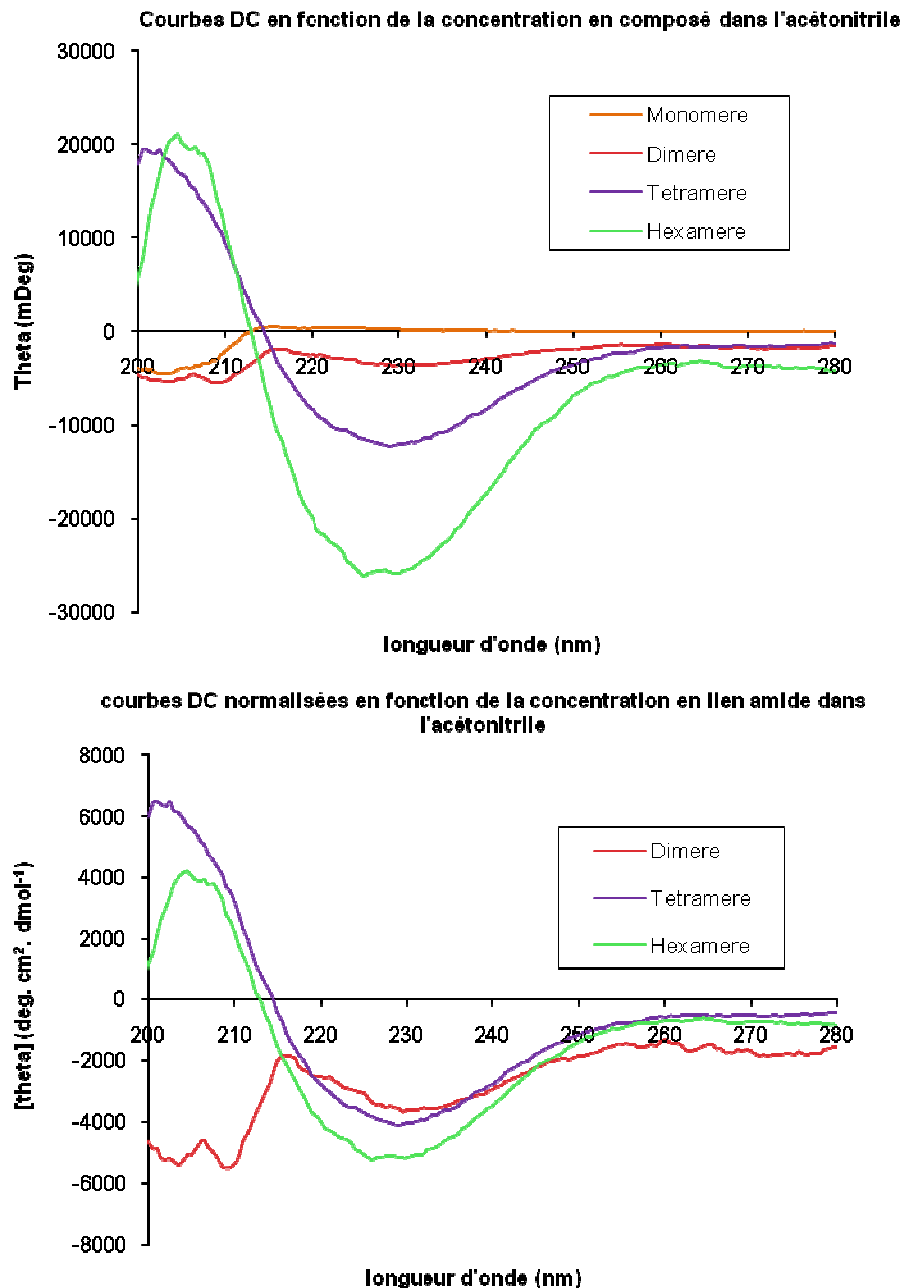 Courbes DC en fonction de la concentration en composé dans l'acétonitrile
30000
20000
10000
0
-10000
-20000
-30000
Theta (mDeg)
200 210 220 230 240 250 260 270 280
longueur d'onde (nm)
Monomere
Dimere
Tetramere
Hexamere
courbes DC normalisées en fonction de la concentration en lien amide dans
l'acétonitrile
8000
6000
4000
2000
0
-2000
-4000
-6000
-8000
[theta] (deg. cm². dmol⁻¹)
200 210 220 230 240 250 260 270 280
longueur d'onde (nm)
Dimere
Tetramere
Hexamere